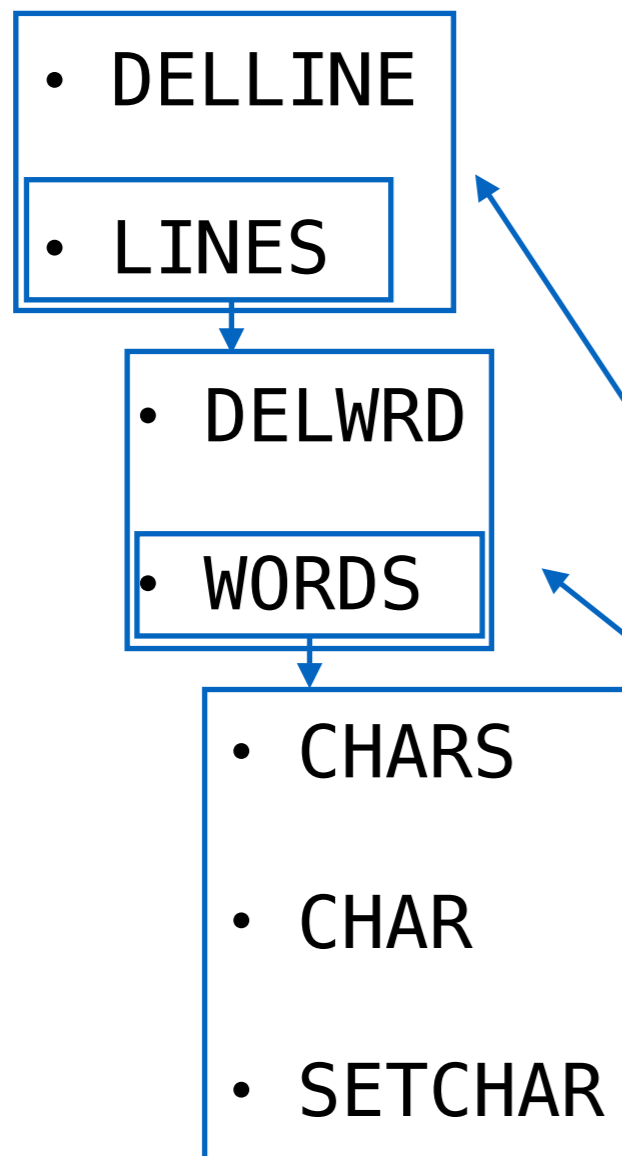 • DELLINE
• LINES
• DELWRD
• WORDS
• CHARS
• CHAR
• SETCHAR